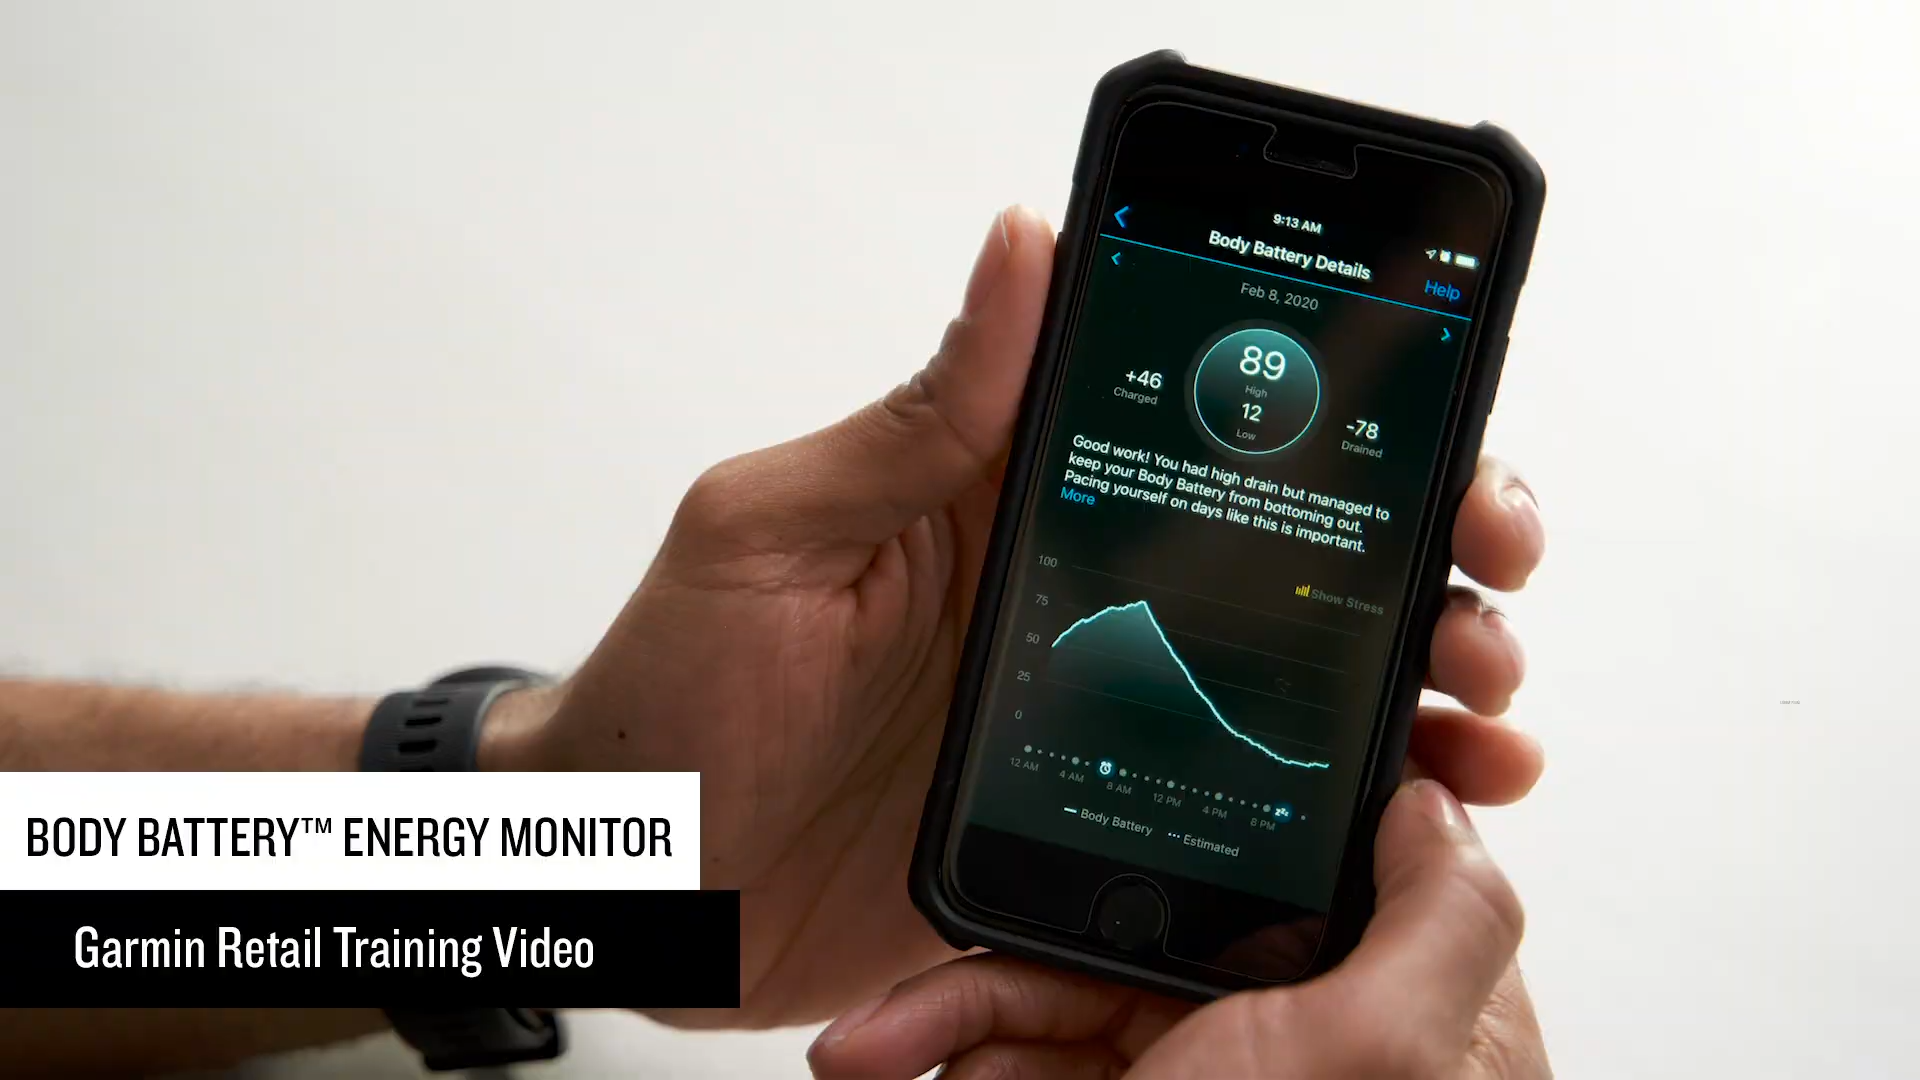 9:13 AM
Body Battery Details
Help
Feb 8, 2020
89
High
12
Low
+46
Charged
-78
Drained
Good work! You had high drain but managed to
keep your Body Battery from bottoming out.
Pacing yourself on days like this is important.
More
Show Stress
100
75
50
25
0
12 AM
4 AM
8 AM
12 PM
4 PM
8 PM
zzz
Body Battery
Estimated
BODY BATTERY™ ENERGY MONITOR
Garmin Retail Training Video